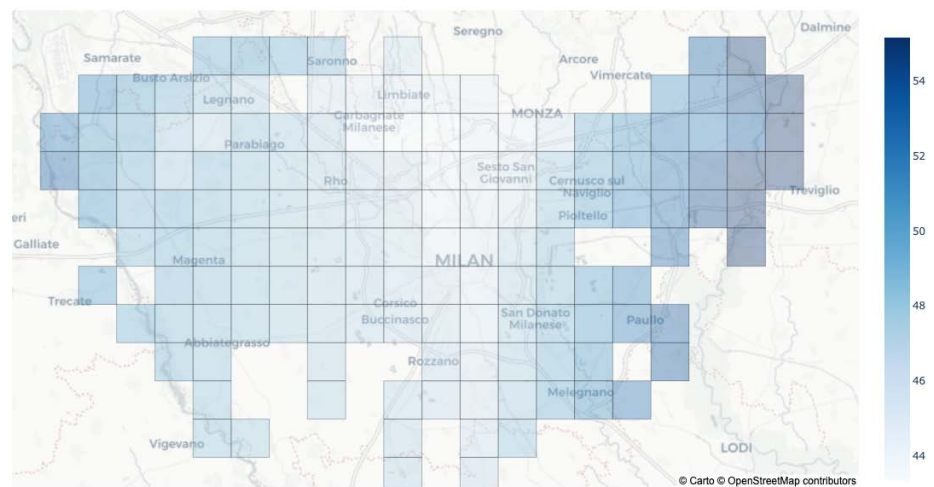 Dalmine
Seregno
Samarate
Saronno
Arcore
Vimercate
Busto Arsizio
Legnano
Limbiate
Garbagnate
Milanese
MONZA
Parabiago
Rho
Sesto San
Giovanni
Cernusco sul
Naviglio
Treviglio
Pioltello
eri
Galliate
Magenta
MILAN
Trecate
Corsico
Buccinasco
San Donato
Milanese
Paullo
Abbiategrasso
Rozzano
Melegnano
Vigevano
LODI
© Carto © OpenStreetMap contributors
54
52
50
48
46
44